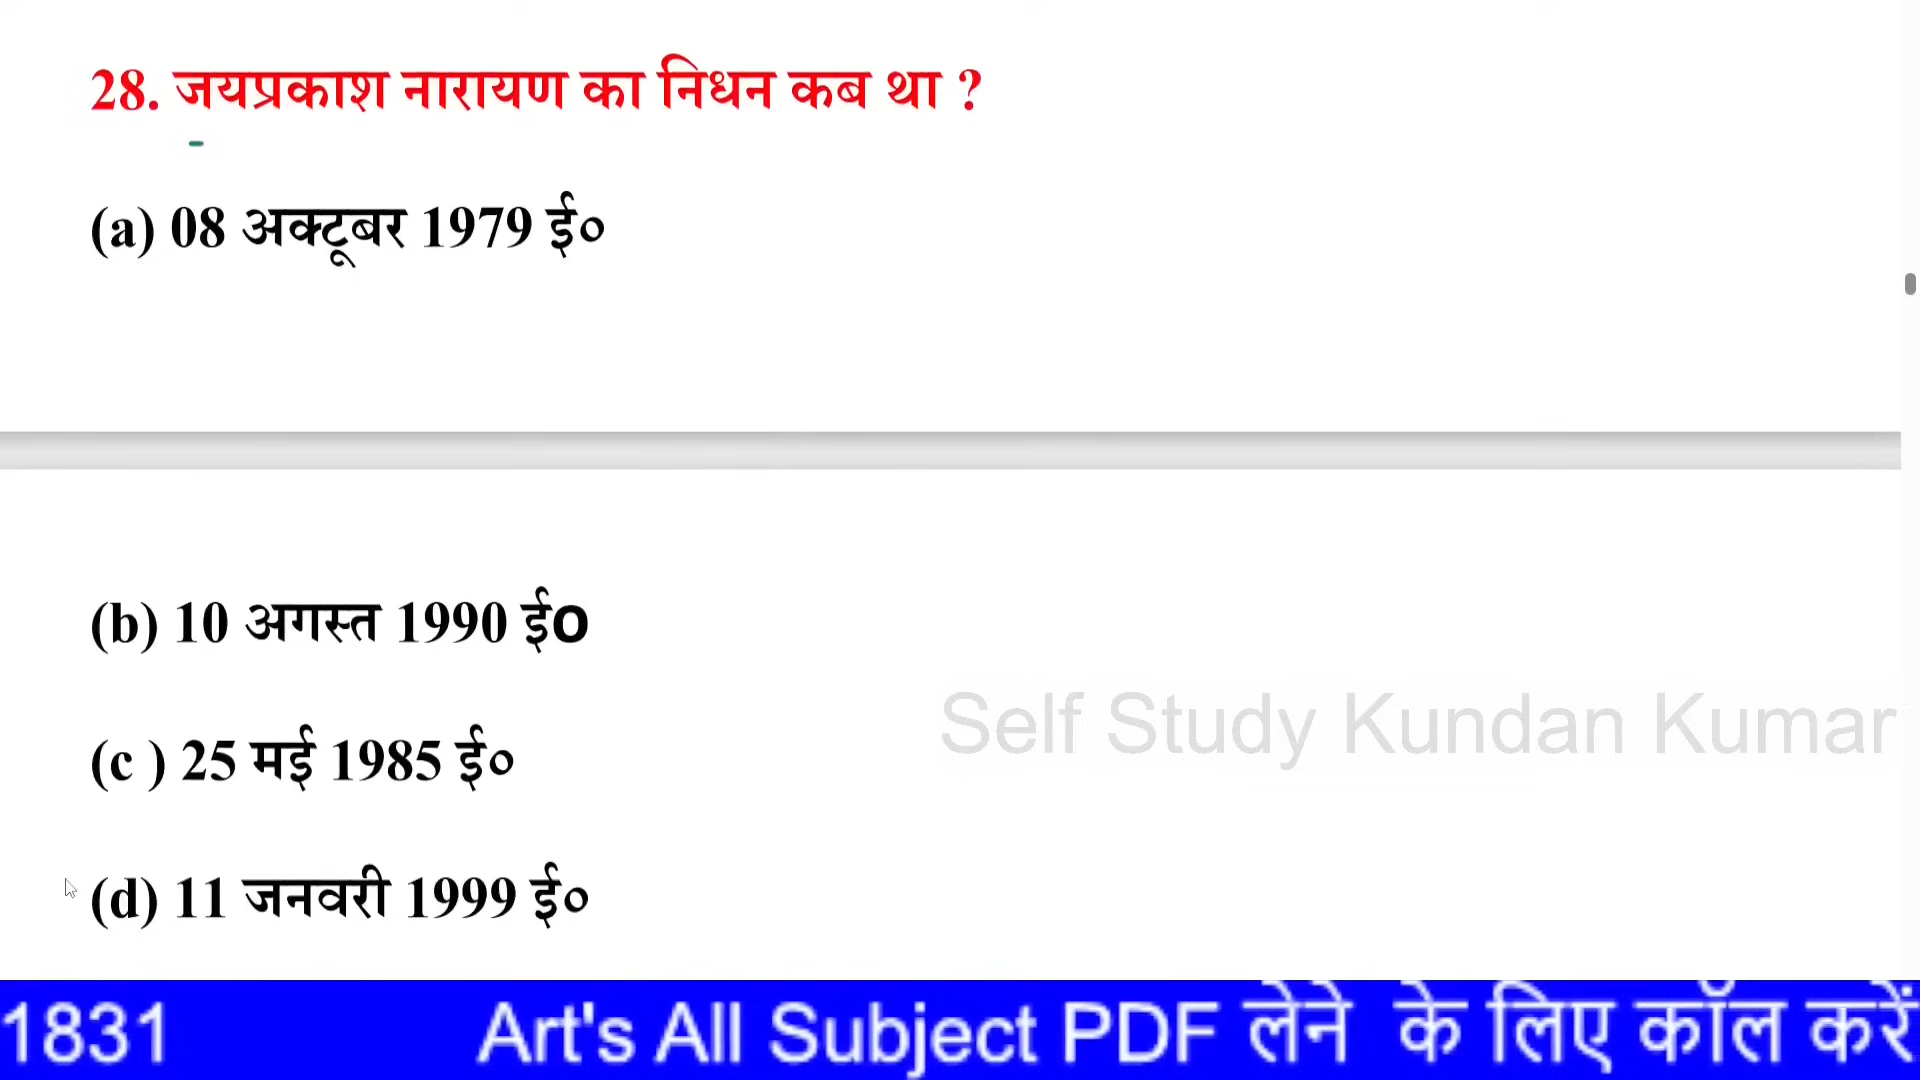 28. जयप्रकाश नारायण का निधन कब था ?
(a) 08 अक्टूबर 1979 ई०
(b) 10 अगस्त 1990 ईo
Self Study Kundan Kumar
(c ) 25 मई 1985 ई०
(d) 11 जनवरी 1999 ई०
1831 Art's All Subject PDF लेने के लिए कॉल करें